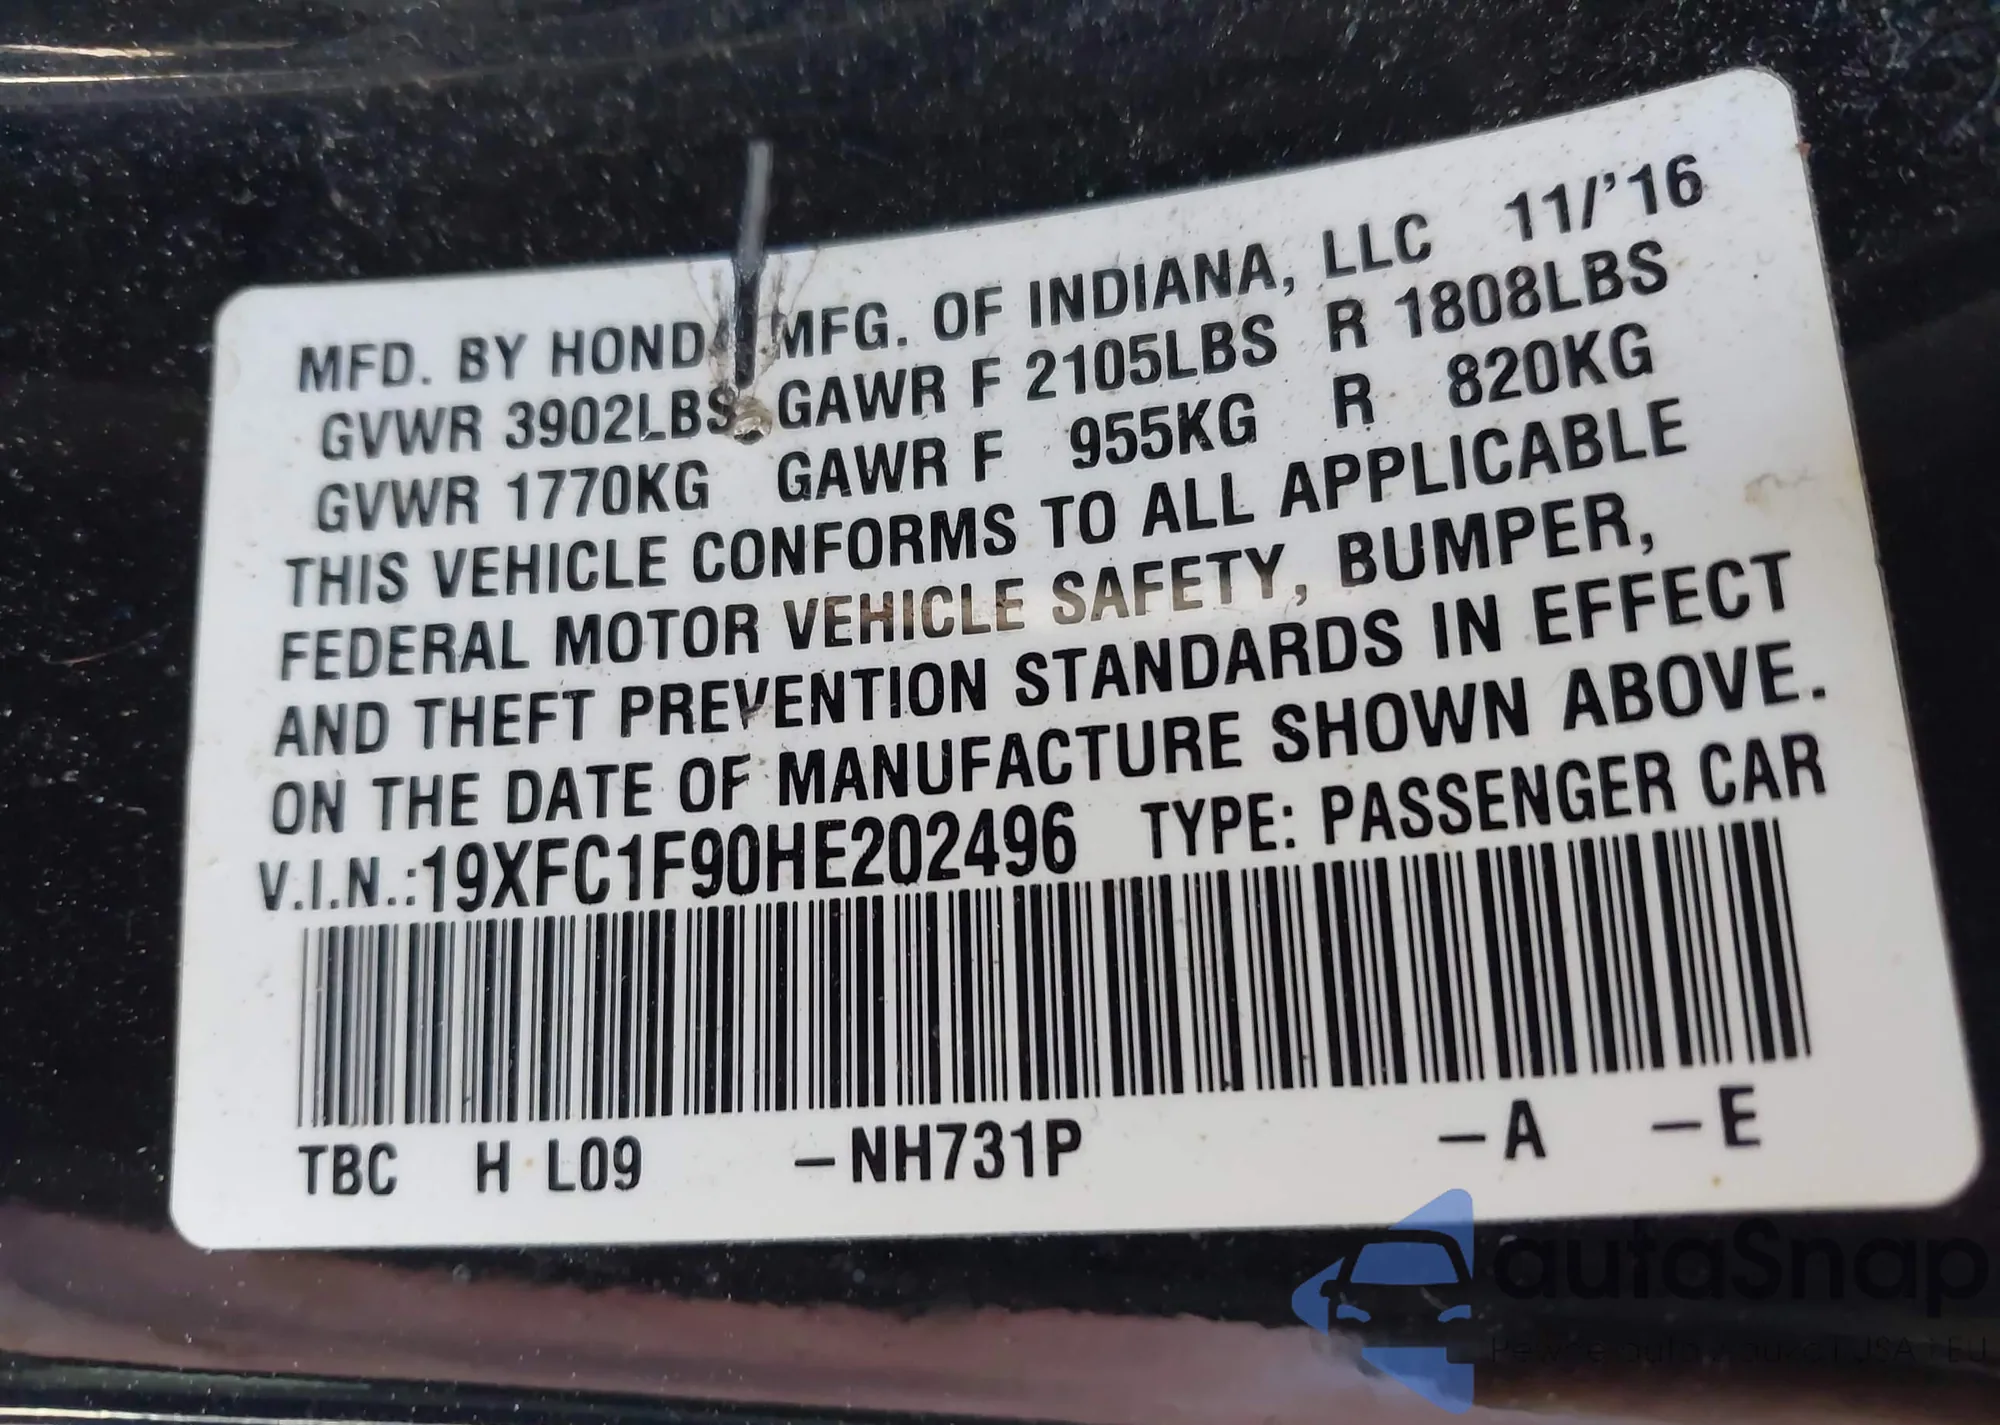 MFD. BY HONDA MFG. OF INDIANA, LLC 11/'16
GVWR 3902LBS GAWR F 2105LBS R 1808LBS
GVWR 1770KG GAWR F 955KG R 820KG
THIS VEHICLE CONFORMS TO ALL APPLICABLE
FEDERAL MOTOR VEHICLE SAFETY, BUMPER,
AND THEFT PREVENTION STANDARDS IN EFFECT
ON THE DATE OF MANUFACTURE SHOWN ABOVE.
V.I.N.:19XFC1F90HE202496 TYPE: PASSENGER CAR
TBC H L09 –NH731P –A –E
autaSnap